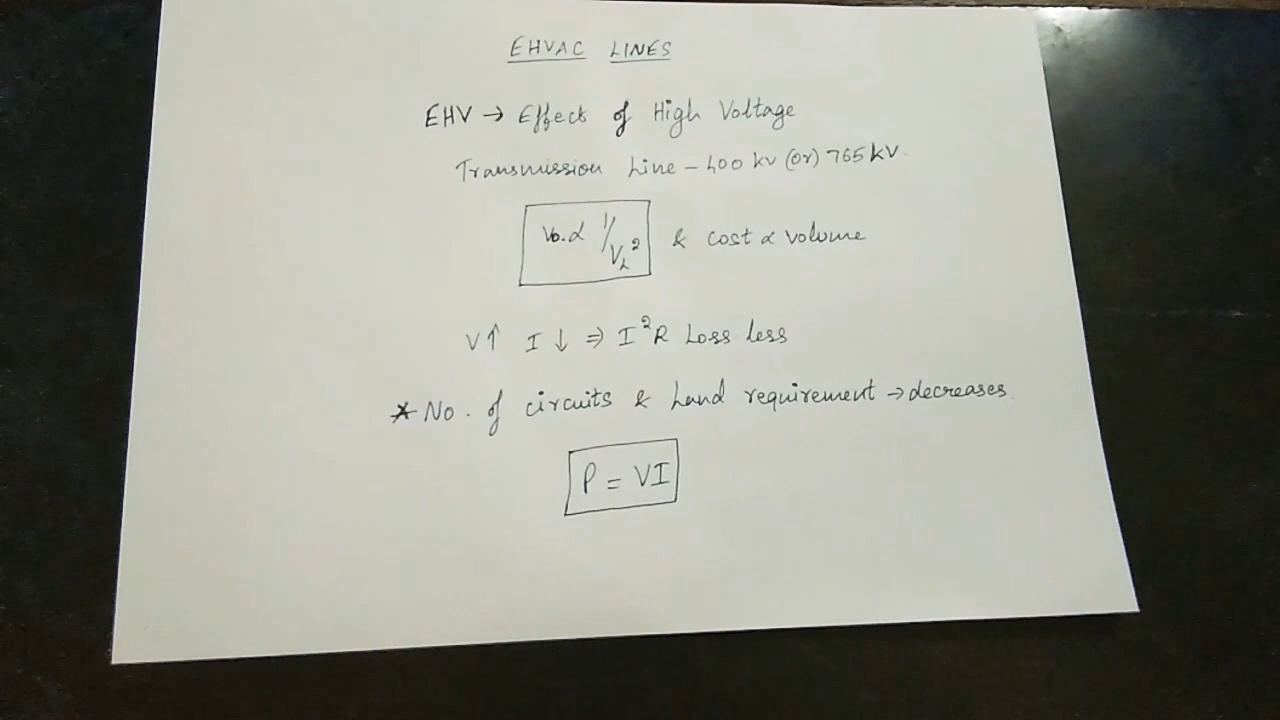 EHVAC LINES
EHV → Effect of High Voltage
Transmission Line - 400 kv (Or) 765 kV.
Vo. α 1/V_L² & cost α volume
V↑ I↓ ⇒ I²R Loss less
* No. of circuits & Land requirement → decreases.
P = VI